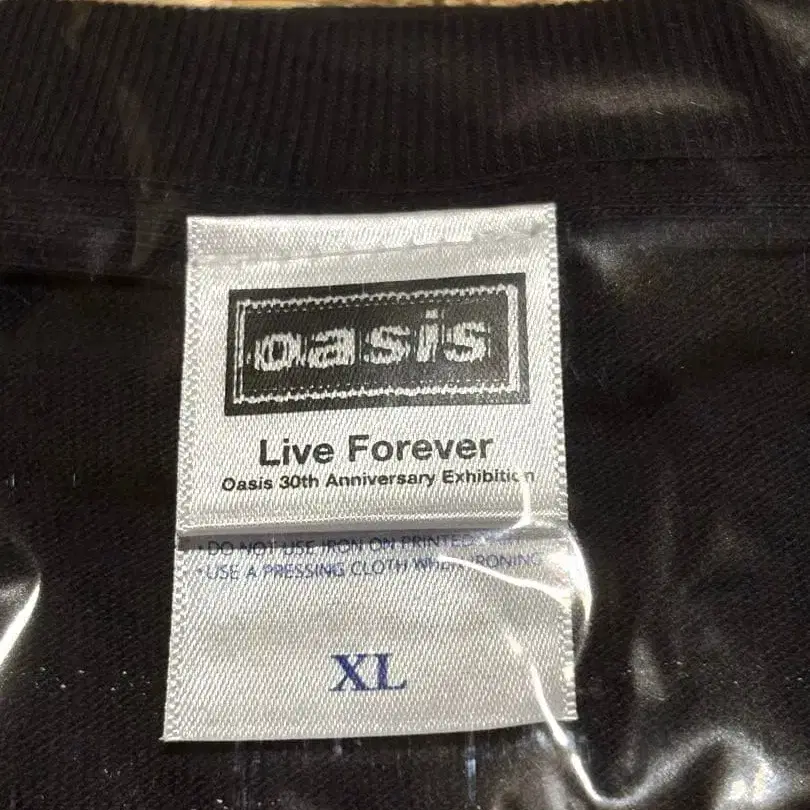 oasis
Live Forever
Oasis 30th Anniversary Exhibition
* DO NOT USE IRON ON PRINTED
* USE A PRESSING CLOTH WHEN IRONING
XL